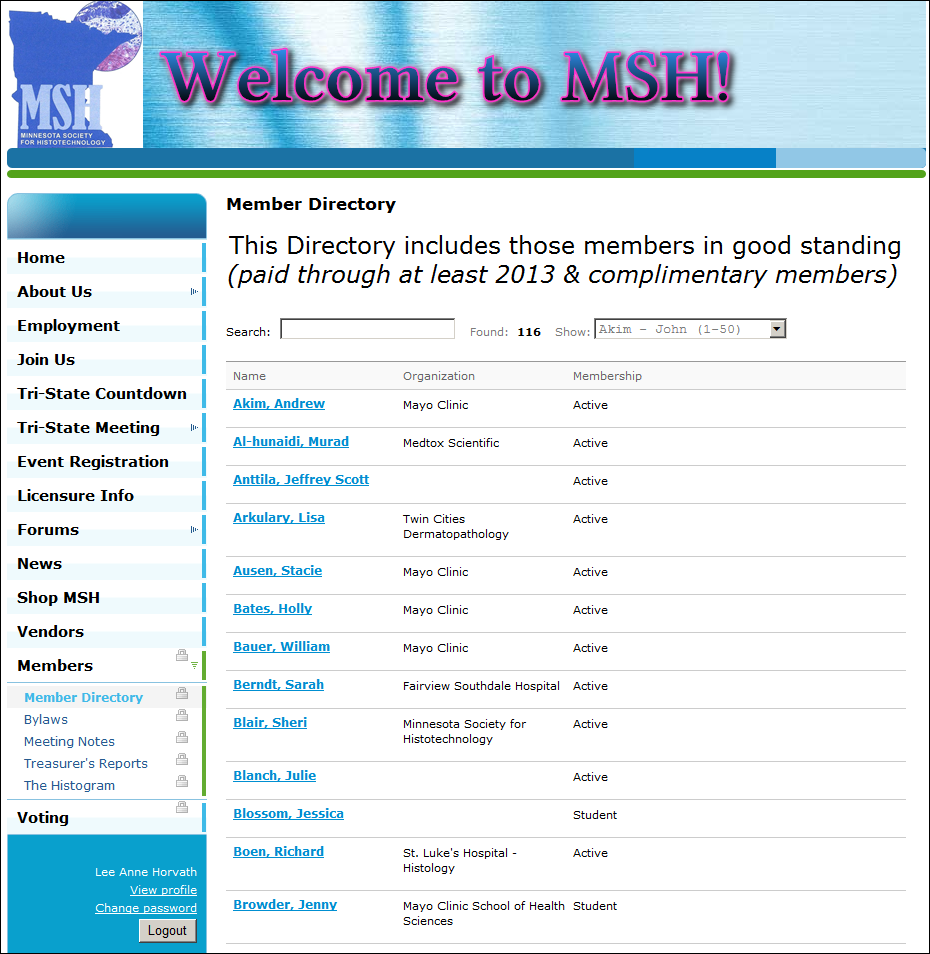 MSH
MINNESOTA SOCIETY
FOR HISTOTECHNOLOGY
Welcome to MSH!
Home
About Us
Employment
Join Us
Tri-State Countdown
Tri-State Meeting
Event Registration
Licensure Info
Forums
News
Shop MSH
Vendors
Members
Member Directory
Bylaws
Meeting Notes
Treasurer's Reports
The Histogram
Voting
Lee Anne Horvath
View profile
Change password
Logout
Member Directory
This Directory includes those members in good standing
(paid through at least 2013 & complimentary members)
Search: Found: 116 Show: Akim - John (1-50)
Name Organization Membership
Akim, Andrew Mayo Clinic Active
Al-hunaidi, Murad Medtox Scientific Active
Anttila, Jeffrey Scott Active
Arkulary, Lisa Twin Cities Active
Dermatopathology
Ausen, Stacie Mayo Clinic Active
Bates, Holly Mayo Clinic Active
Bauer, William Mayo Clinic Active
Berndt, Sarah Fairview Southdale Hospital Active
Blair, Sheri Minnesota Society for Active
Histotechnology
Blanch, Julie Active
Blossom, Jessica Student
Boen, Richard St. Luke's Hospital - Active
Histology
Browder, Jenny Mayo Clinic School of Health Student
Sciences